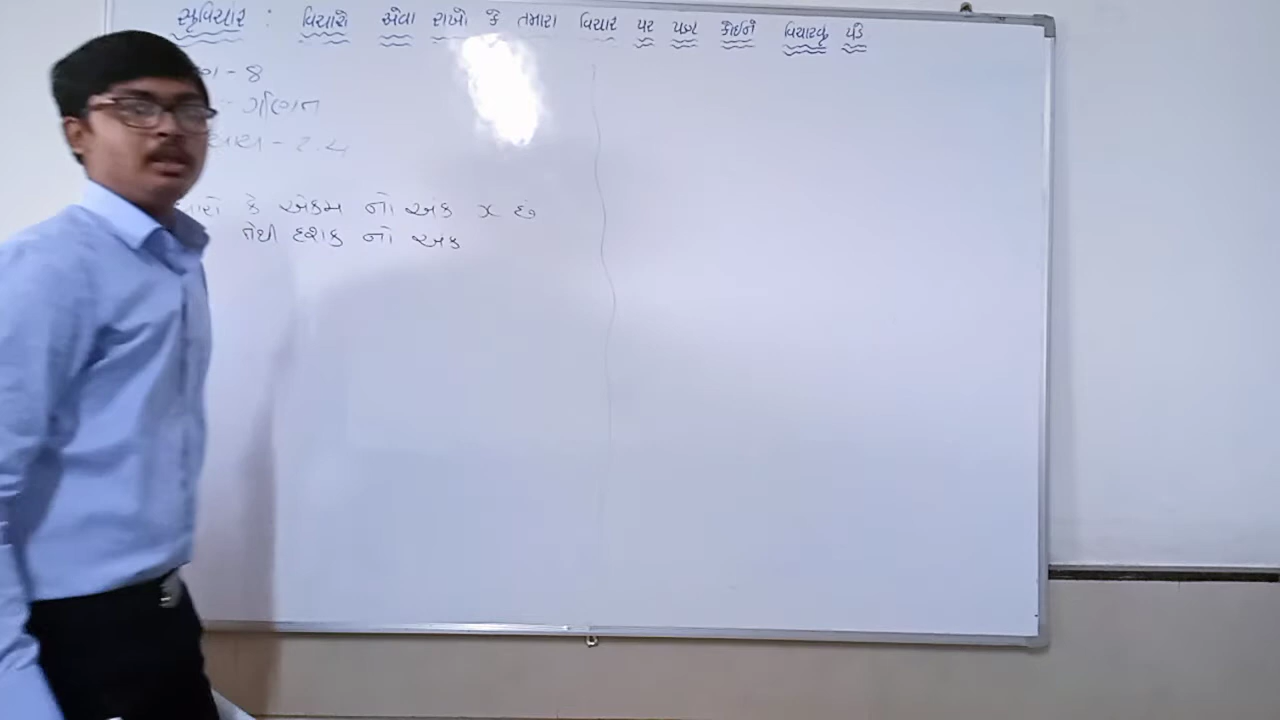 સુવિચાર : વિચારો એવા રાખો કે તમારા વિચાર પર પણ કોઈને વિચારવું પડે
- 8
- ગણિત
- 2.4
કે એકમ નો અંક x છે
તેથી દશક નો અંક